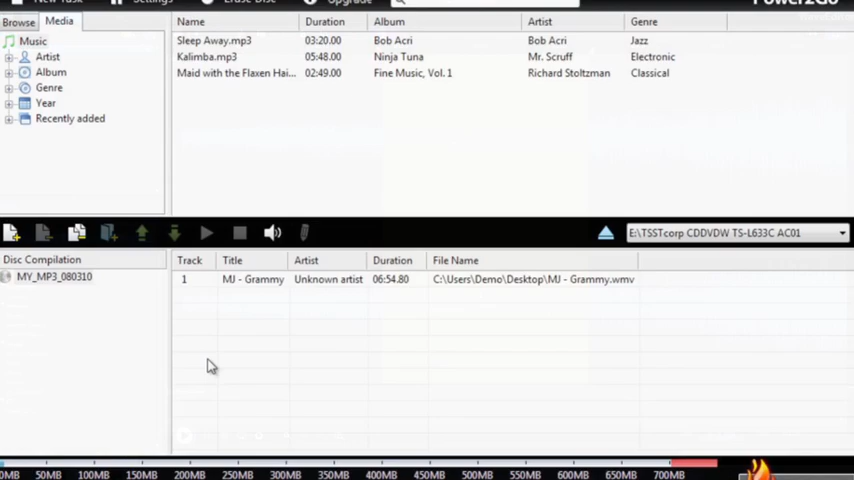 New Task Settings Erase Disc Upgrade Power2Go
Browse Media
Name Duration Album Artist Genre
Music
Sleep Away.mp3 03:20.00 Bob Acri Bob Acri Jazz
Artist
Kalimba.mp3 05:48.00 Ninja Tuna Mr. Scruff Electronic
Album
Maid with the Flaxen Hai... 02:49.00 Fine Music, Vol. 1 Richard Stoltzman Classical
Genre
Year
Recently added
E:\TSSTcorp CDDVDW TS-L633C AC01
Disc Compilation
Track Title Artist Duration File Name
MY_MP3_080310
1 MJ - Grammy Unknown artist 06:54.80 C:\Users\Demo\Desktop\MJ - Grammy.wmv
0MB 50MB 100MB 150MB 200MB 250MB 300MB 350MB 400MB 450MB 500MB 550MB 600MB 650MB 700MB